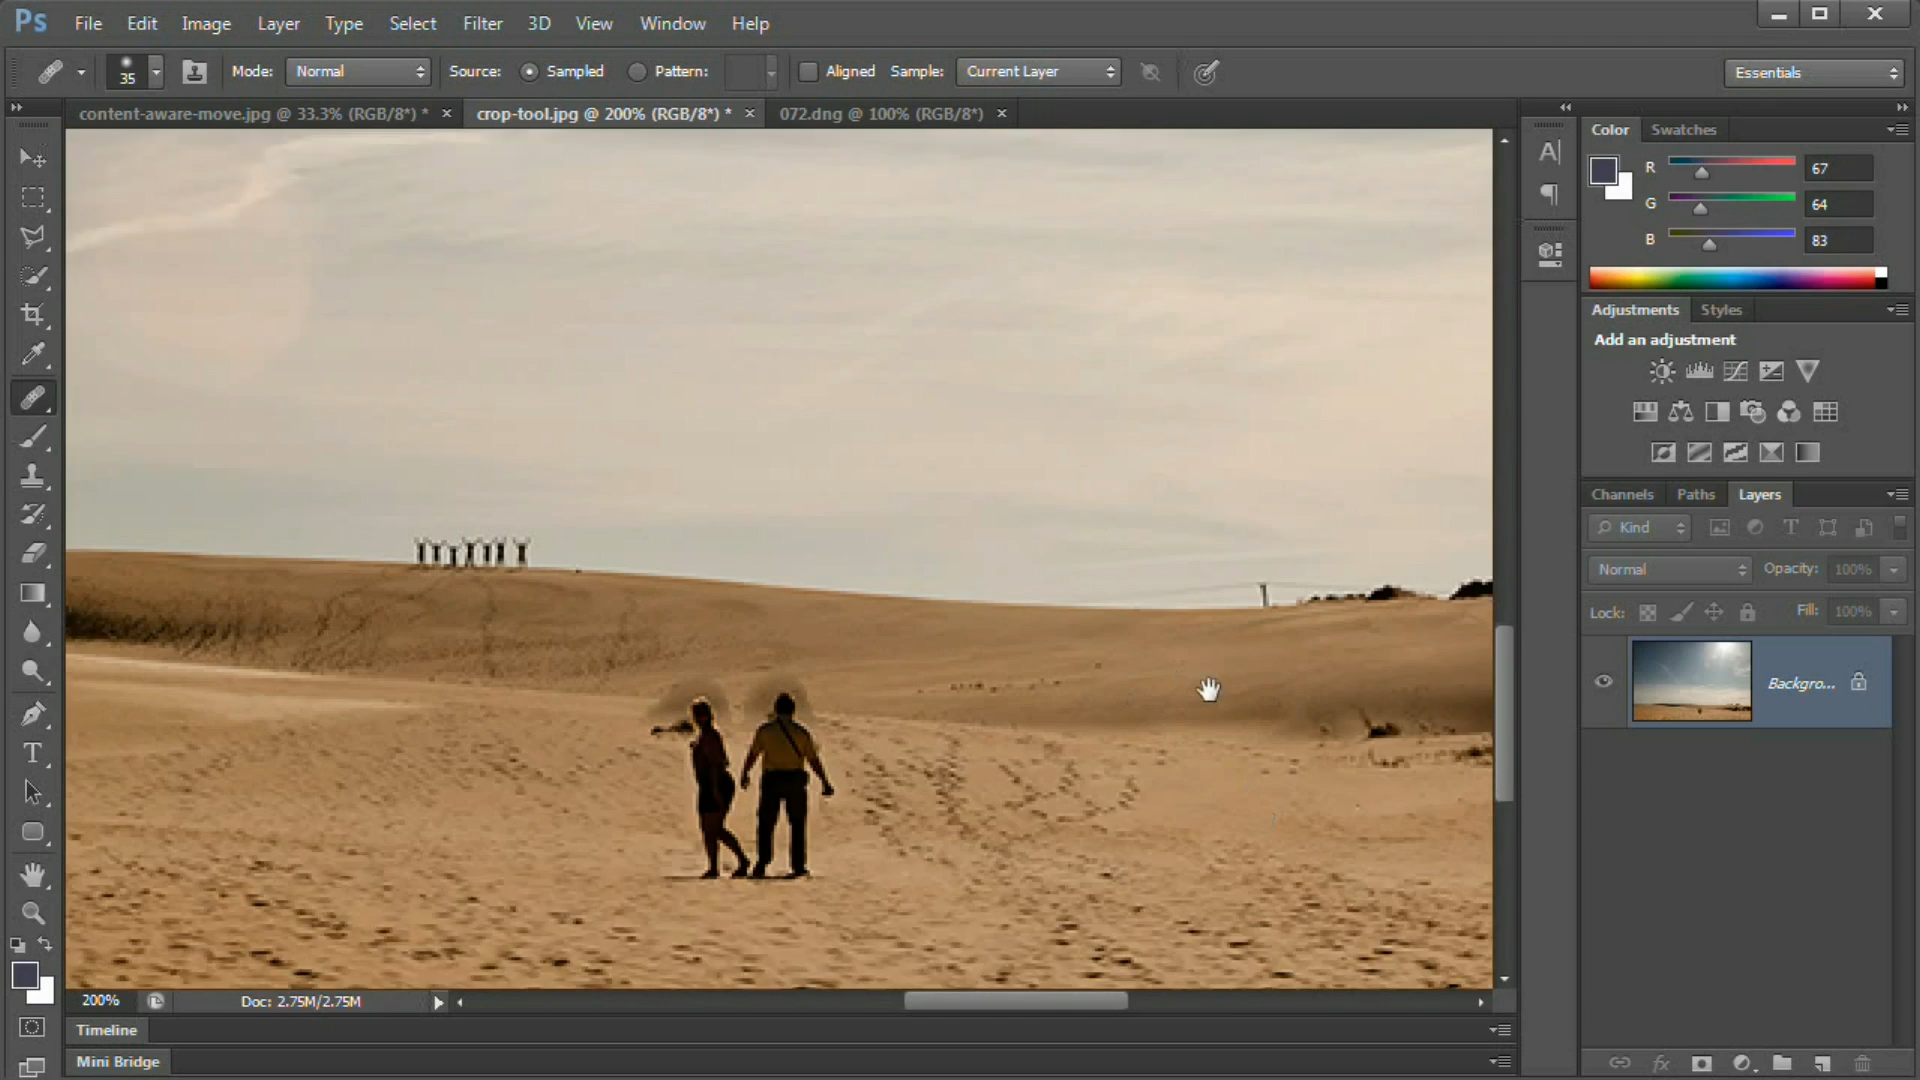 Ps File Edit Image Layer Type Select Filter 3D View Window Help
35 Mode: Normal Source: Sampled Pattern: Aligned Sample: Current Layer Essentials
content-aware-move.jpg @ 33.3% (RGB/8*) * crop-tool.jpg @ 200% (RGB/8*) * 072.dng @ 100% (RGB/8*)
Color Swatches
R 67
G 64
B 83
Adjustments Styles
Add an adjustment
Channels Paths Layers
Kind
Normal Opacity: 100%
Lock: Fill: 100%
Backgro...
200% Doc: 2.75M/2.75M
Timeline
Mini Bridge